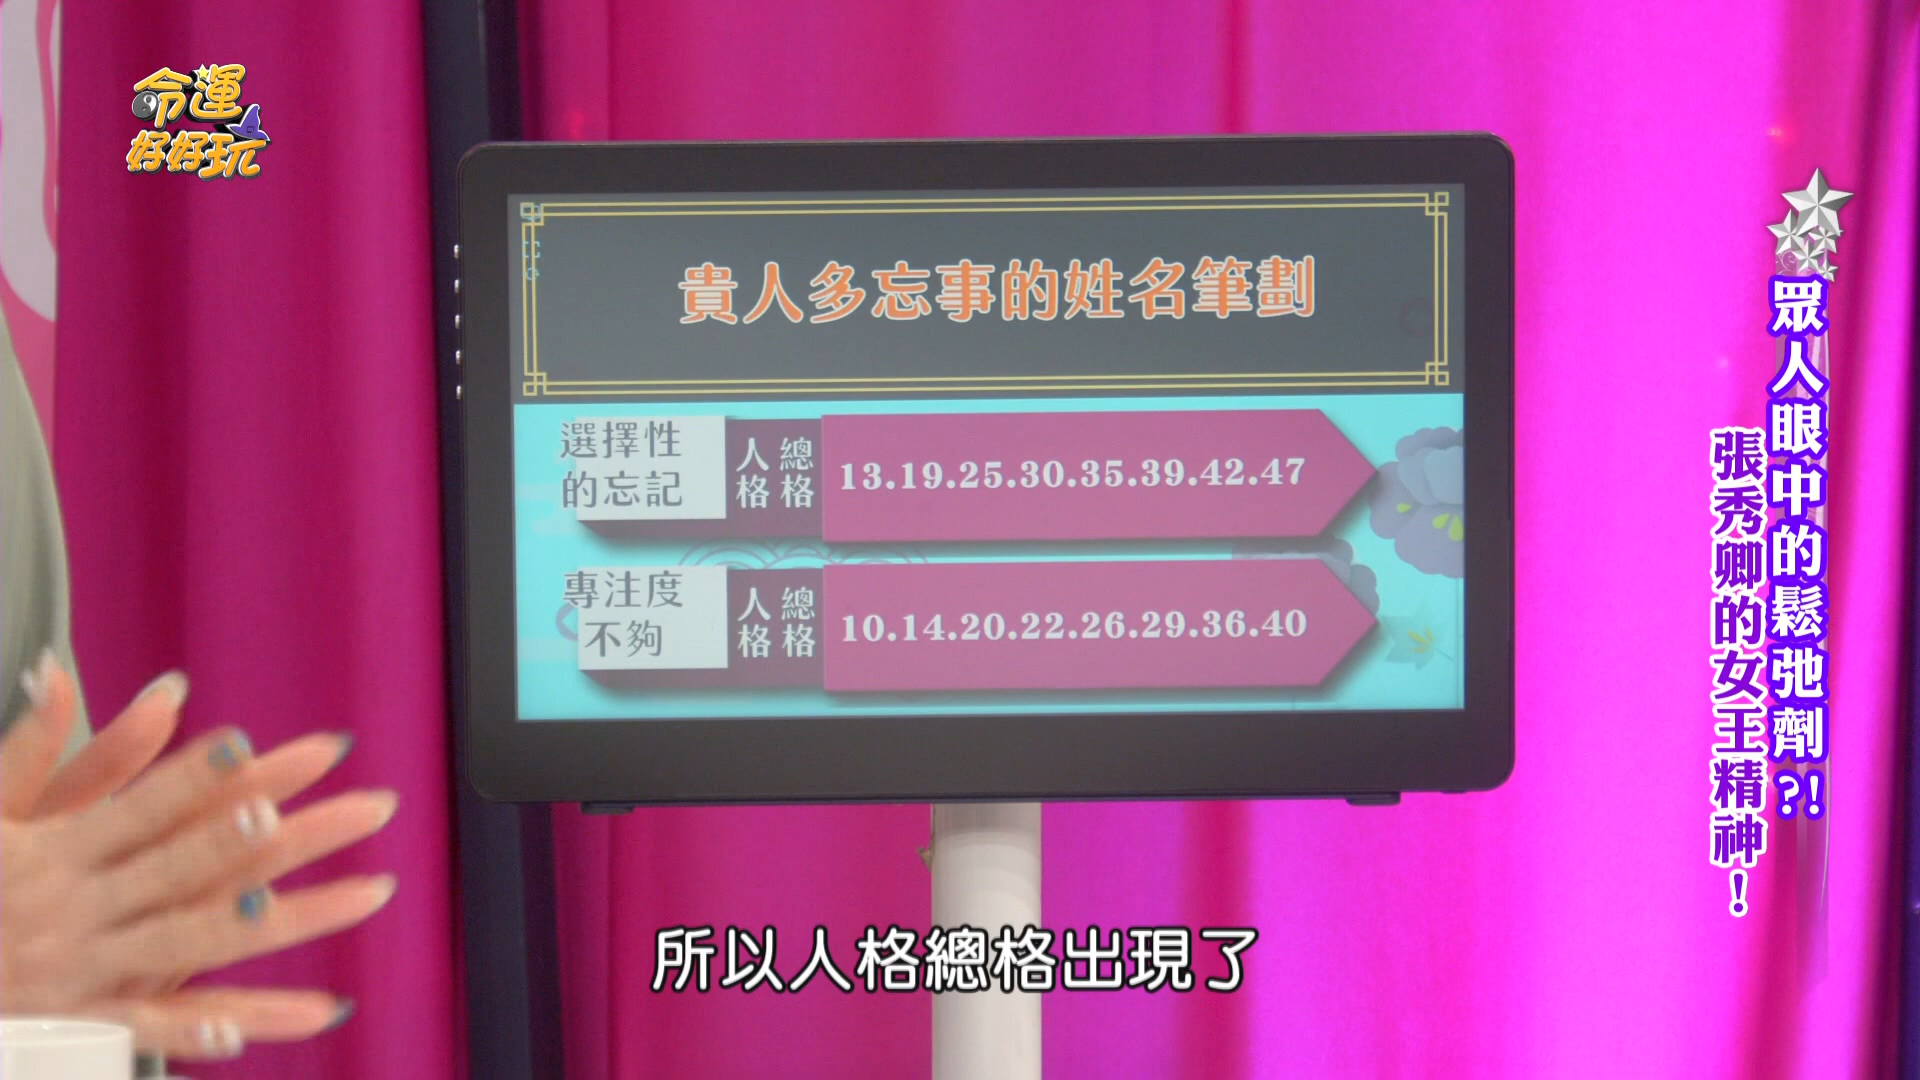 命運
好好玩
貴人多忘事的姓名筆劃
選擇性
的忘記
人格
總格
13.19.25.30.35.39.42.47
專注度
不夠
人格
總格
10.14.20.22.26.29.36.40
眾人眼中的鬆弛劑?!
張秀卿的女王精神！
所以人格總格出現了